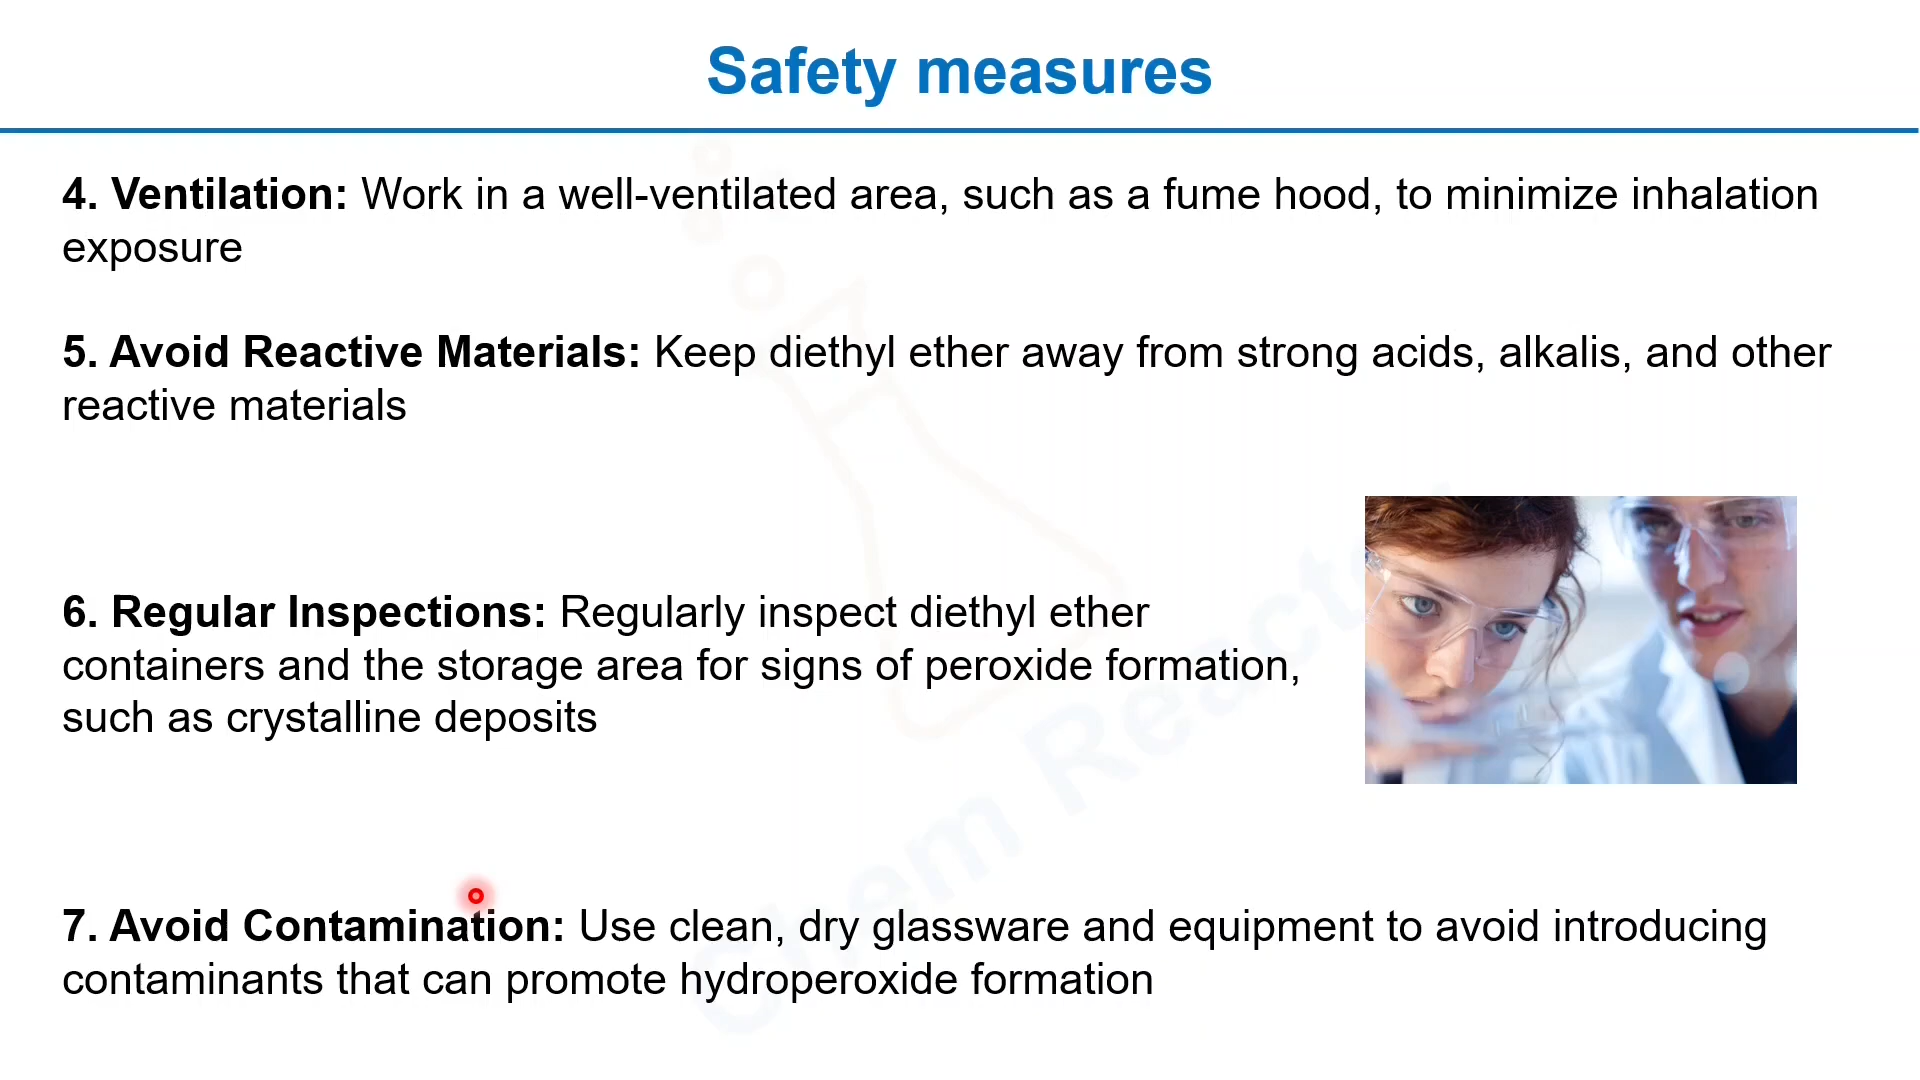 Safety measures
4. Ventilation: Work in a well-ventilated area, such as a fume hood, to minimize inhalation
exposure
5. Avoid Reactive Materials: Keep diethyl ether away from strong acids, alkalis, and other
reactive materials
6. Regular Inspections: Regularly inspect diethyl ether
containers and the storage area for signs of peroxide formation,
such as crystalline deposits
7. Avoid Contamination: Use clean, dry glassware and equipment to avoid introducing
contaminants that can promote hydroperoxide formation